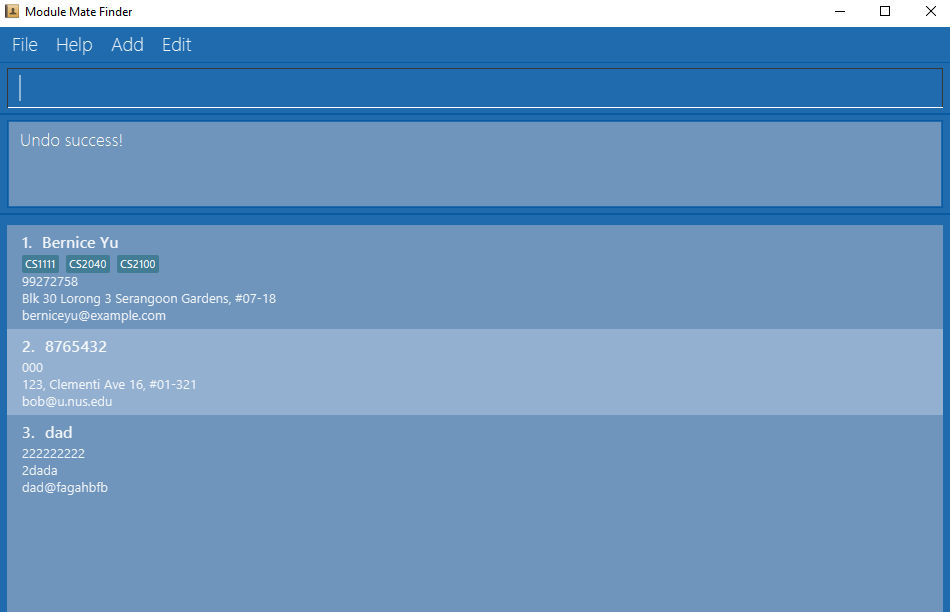 Module Mate Finder
File Help Add Edit
Undo success!
1. Bernice Yu
CS1111 CS2040 CS2100
99272758
Blk 30 Lorong 3 Serangoon Gardens, #07-18
berniceyu@example.com
2. 8765432
000
123, Clementi Ave 16, #01-321
bob@u.nus.edu
3. dad
222222222
2dada
dad@fagahbfb